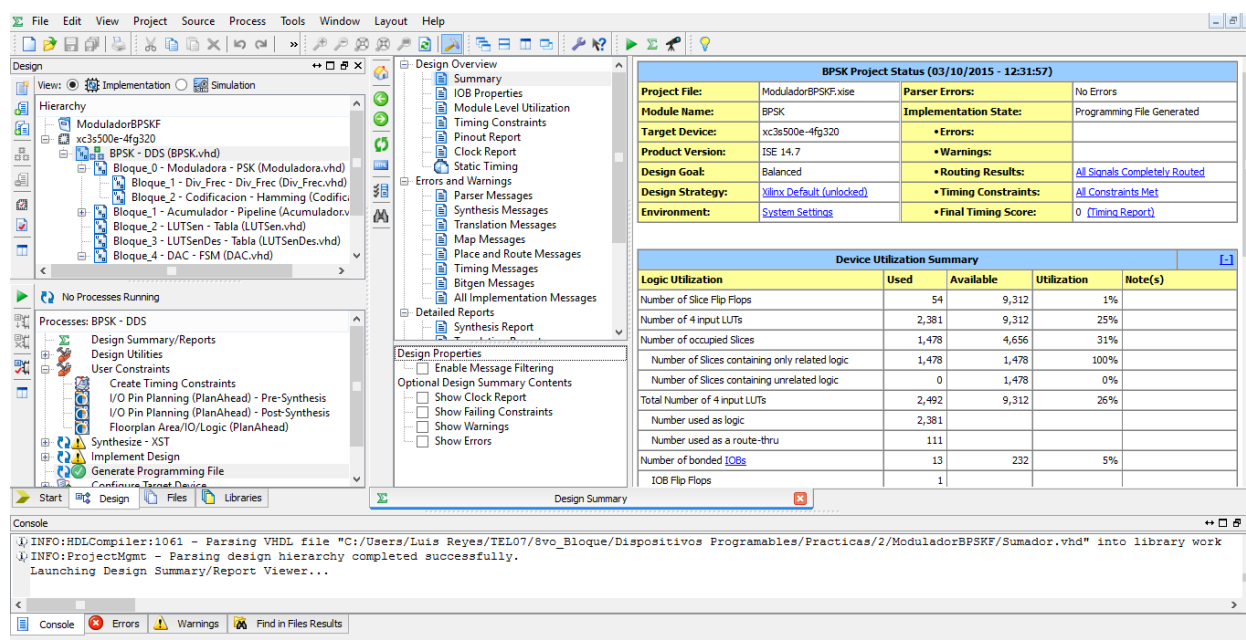 File Edit View Project Source Process Tools Window Layout Help
Design
View: Implementation Simulation
Hierarchy
ModuladorBPSKF
xc3s500e-4fg320
BPSK - DDS (BPSK.vhd)
Bloque_0 - Moduladora - PSK (Moduladora.vhd)
Bloque_1 - Div_Frec - Div_Frec (Div_Frec.vhd)
Bloque_2 - Codificacion - Hamming (Codific
Bloque_1 - Acumulador - Pipeline (Acumulador.v
Bloque_2 - LUTSen - Tabla (LUTSen.vhd)
Bloque_3 - LUTSenDes - Tabla (LUTSenDes.vhd)
Bloque_4 - DAC - FSM (DAC.vhd)
No Processes Running
Processes: BPSK - DDS
Design Summary/Reports
Design Utilities
User Constraints
Create Timing Constraints
I/O Pin Planning (PlanAhead) - Pre-Synthesis
I/O Pin Planning (PlanAhead) - Post-Synthesis
Floorplan Area/IO/Logic (PlanAhead)
Synthesize - XST
Implement Design
Generate Programming File
Configure Target Device
Start Design Files Libraries
Design Overview
Summary
IOB Properties
Module Level Utilization
Timing Constraints
Pinout Report
Clock Report
Static Timing
Errors and Warnings
Parser Messages
Synthesis Messages
Translation Messages
Map Messages
Place and Route Messages
Timing Messages
Bitgen Messages
All Implementation Messages
Detailed Reports
Synthesis Report
Design Properties
Enable Message Filtering
Optional Design Summary Contents
Show Clock Report
Show Failing Constraints
Show Warnings
Show Errors
BPSK Project Status (03/10/2015 - 12:31:57)
Project File: ModuladorBPSKF.xise Parser Errors: No Errors
Module Name: BPSK Implementation State: Programming File Generated
Target Device: xc3s500e-4fg320 •Errors:
Product Version: ISE 14.7 •Warnings:
Design Goal: Balanced •Routing Results: All Signals Completely Routed
Design Strategy: Xilinx Default (unlocked) •Timing Constraints: All Constraints Met
Environment: System Settings •Final Timing Score: 0 (Timing Report)
Device Utilization Summary [-]
Logic Utilization Used Available Utilization Note(s)
Number of Slice Flip Flops 54 9,312 1%
Number of 4 input LUTs 2,381 9,312 25%
Number of occupied Slices 1,478 4,656 31%
Number of Slices containing only related logic 1,478 1,478 100%
Number of Slices containing unrelated logic 0 1,478 0%
Total Number of 4 input LUTs 2,492 9,312 26%
Number used as logic 2,381
Number used as a route-thru 111
Number of bonded IOBs 13 232 5%
IOB Flip Flops 1
Design Summary
Console
INFO:HDLCompiler:1061 - Parsing VHDL file "C:/Users/Luis Reyes/TEL07/8vo_Bloque/Dispositivos Programables/Practicas/2/ModuladorBPSKF/Sumador.vhd" into library work
INFO:ProjectMgmt - Parsing design hierarchy completed successfully.
Launching Design Summary/Report Viewer...
Console Errors Warnings Find in Files Results